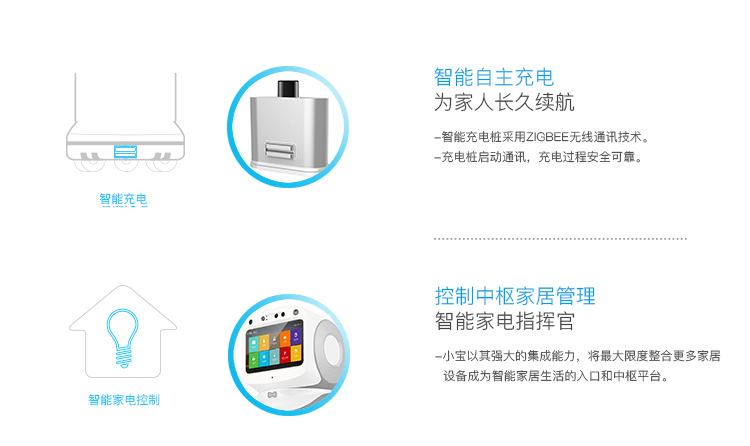 智能自主充电
为家人长久续航
-智能充电桩采用ZIGBEE无线通讯技术。
-充电桩启动通讯，充电过程安全可靠。
智能充电
控制中枢家居管理
智能家电指挥官
-小宝以其强大的集成能力，将最大限度整合更多家居
设备成为智能家居生活的入口和中枢平台。
智能家电控制